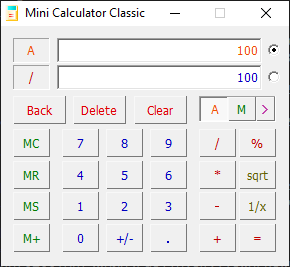 Mini Calculator Classic
A 100
/ 100
Back Delete Clear A M >
MC 7 8 9 / %
MR 4 5 6 * sqrt
MS 1 2 3 - 1/x
M+ 0 +/- . + =